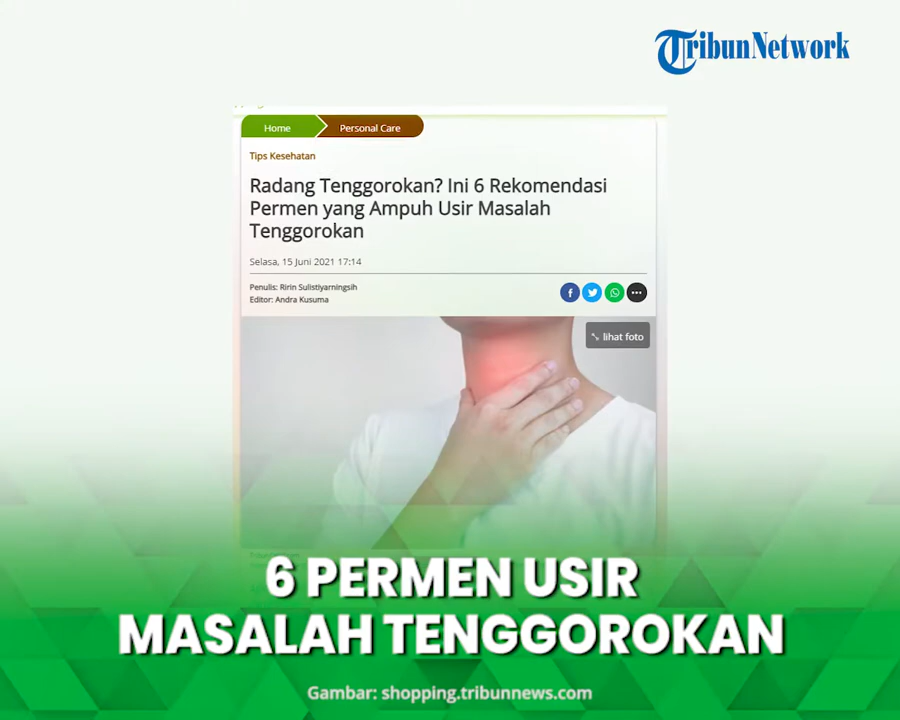 TribunNetwork
Home
Personal Care
Tips Kesehatan
Radang Tenggorokan? Ini 6 Rekomendasi
Permen yang Ampuh Usir Masalah
Tenggorokan
Selasa, 15 Juni 2021 17:14
Penulis: Ririn Sulistiyarningsih
Editor: Andra Kusuma
lihat foto
6 PERMEN USIR
MASALAH TENGGOROKAN
Gambar: shopping.tribunnews.com